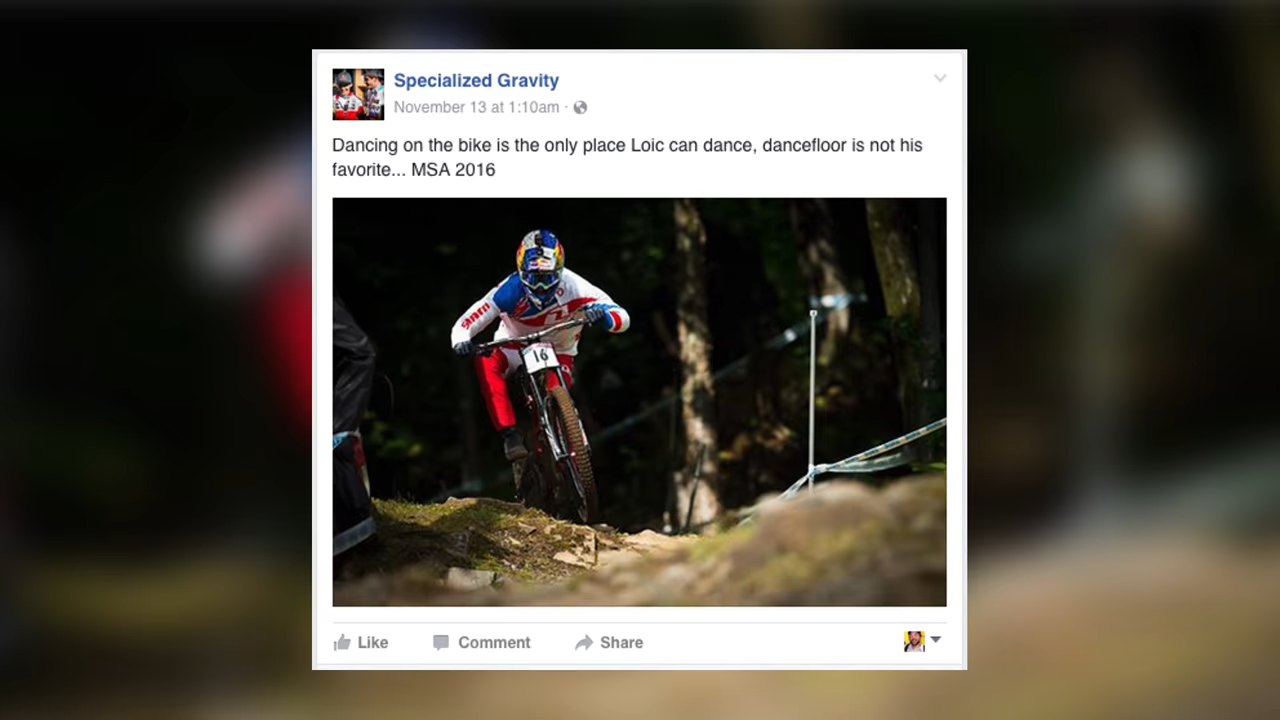 Specialized Gravity
November 13 at 1:10am ·
Dancing on the bike is the only place Loic can dance, dancefloor is not his
favorite... MSA 2016
sram
16
Like Comment Share